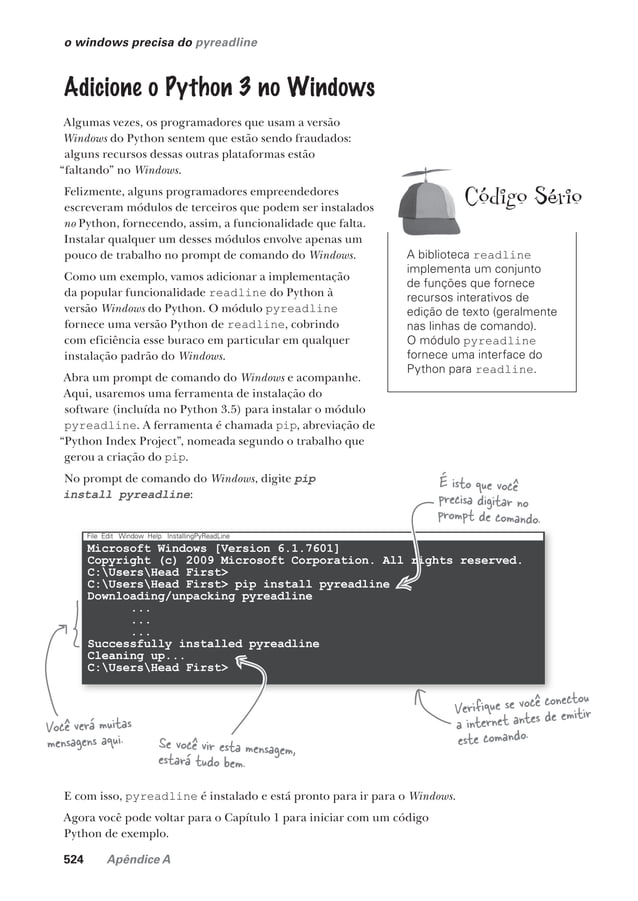 o windows precisa do pyreadline
Adicione o Python 3 no Windows
Algumas vezes, os programadores que usam a versão
Windows do Python sentem que estão sendo fraudados:
alguns recursos dessas outras plataformas estão
“faltando” no Windows.
Felizmente, alguns programadores empreendedores
escreveram módulos de terceiros que podem ser instalados
no Python, fornecendo, assim, a funcionalidade que falta.
Instalar qualquer um desses módulos envolve apenas um
pouco de trabalho no prompt de comando do Windows.
Como um exemplo, vamos adicionar a implementação
da popular funcionalidade readline do Python à
versão Windows do Python. O módulo pyreadline
fornece uma versão Python de readline, cobrindo
com eficiência esse buraco em particular em qualquer
instalação padrão do Windows.
Abra um prompt de comando do Windows e acompanhe.
Aqui, usaremos uma ferramenta de instalação do
software (incluída no Python 3.5) para instalar o módulo
pyreadline. A ferramenta é chamada pip, abreviação de
“Python Index Project”, nomeada segundo o trabalho que
gerou a criação do pip.
No prompt de comando do Windows, digite pip
install pyreadline:
Código Sério
A biblioteca readline
implementa um conjunto
de funções que fornece
recursos interativos de
edição de texto (geralmente
nas linhas de comando).
O módulo pyreadline
fornece uma interface do
Python para readline.
É isto que você
precisa digitar no
prompt de comando.
File Edit Window Help InstallingPyReadLine
Microsoft Windows [Version 6.1.7601]
Copyright (c) 2009 Microsoft Corporation. All rights reserved.
C:\Users\Head First>
C:\Users\Head First> pip install pyreadline
Downloading/unpacking pyreadline
...
...
...
Successfully installed pyreadline
Cleaning up...
C:\Users\Head First>
Você verá muitas
mensagens aqui.
Se você vir esta mensagem,
estará tudo bem.
Verifique se você conectou
a internet antes de emitir
este comando.
E com isso, pyreadline é instalado e está pronto para ir para o Windows.
Agora você pode voltar para o Capítulo 1 para iniciar com um código
Python de exemplo.
524 Apêndice A